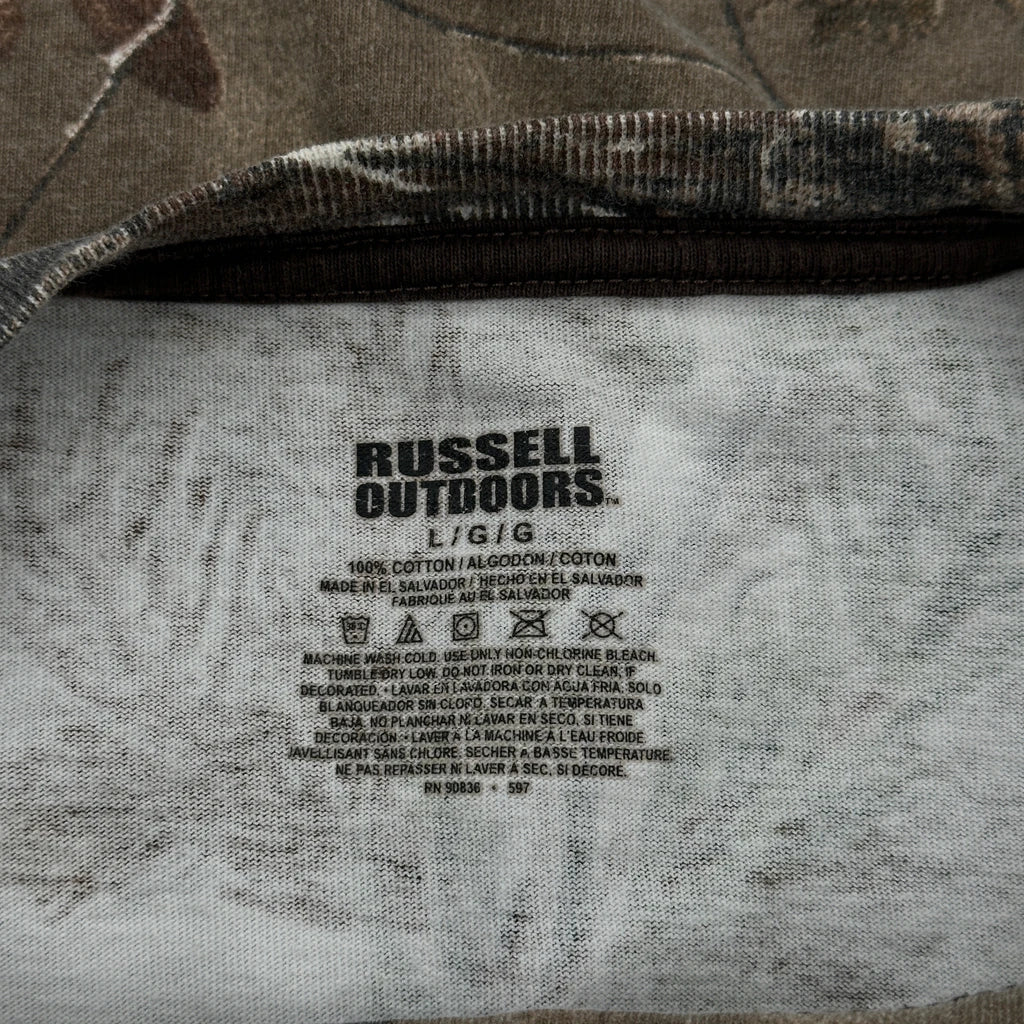 RUSSELL
OUTDOORS™
L / G / G
100% COTTON / ALGODON / COTON
MADE IN EL SALVADOR / HECHO EN EL SALVADOR
FABRIQUE AU EL SALVADOR
MACHINE WASH COLD. USE ONLY NON-CHLORINE BLEACH.
TUMBLE DRY LOW. DO NOT IRON OR DRY CLEAN, IF
DECORATED. • LAVAR EN LAVADORA CON AGUA FRIA. SOLO
BLANQUEADOR SIN CLORO. SECAR A TEMPERATURA
BAJA. NO PLANCHAR NI LAVAR EN SECO, SI TIENE
DECORACIÓN. • LAVER À LA MACHINE À L'EAU FROIDE
JAVELLISANT SANS CHLORE. SECHER A BASSE TEMPERATURE.
NE PAS REPASSER NI LAVER À SEC, SI DECORE.
RN 90836 • 597